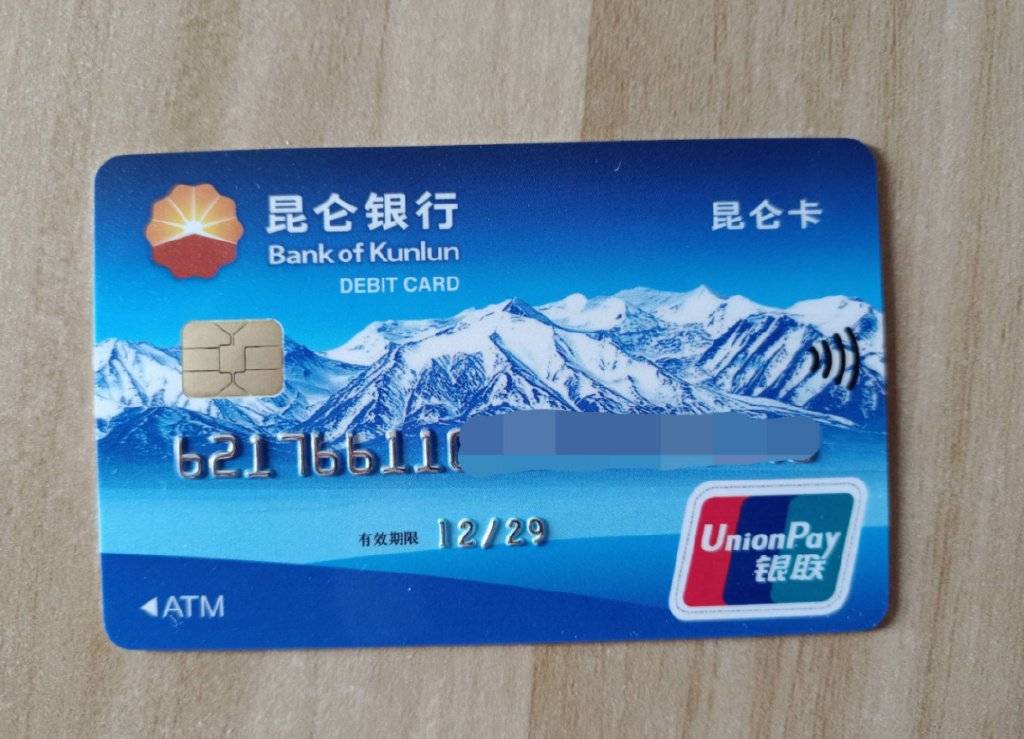 昆仑银行
Bank of Kunlun
DEBIT CARD
昆仑卡
621766110
有效期限 12/29
UnionPay
银联
ATM